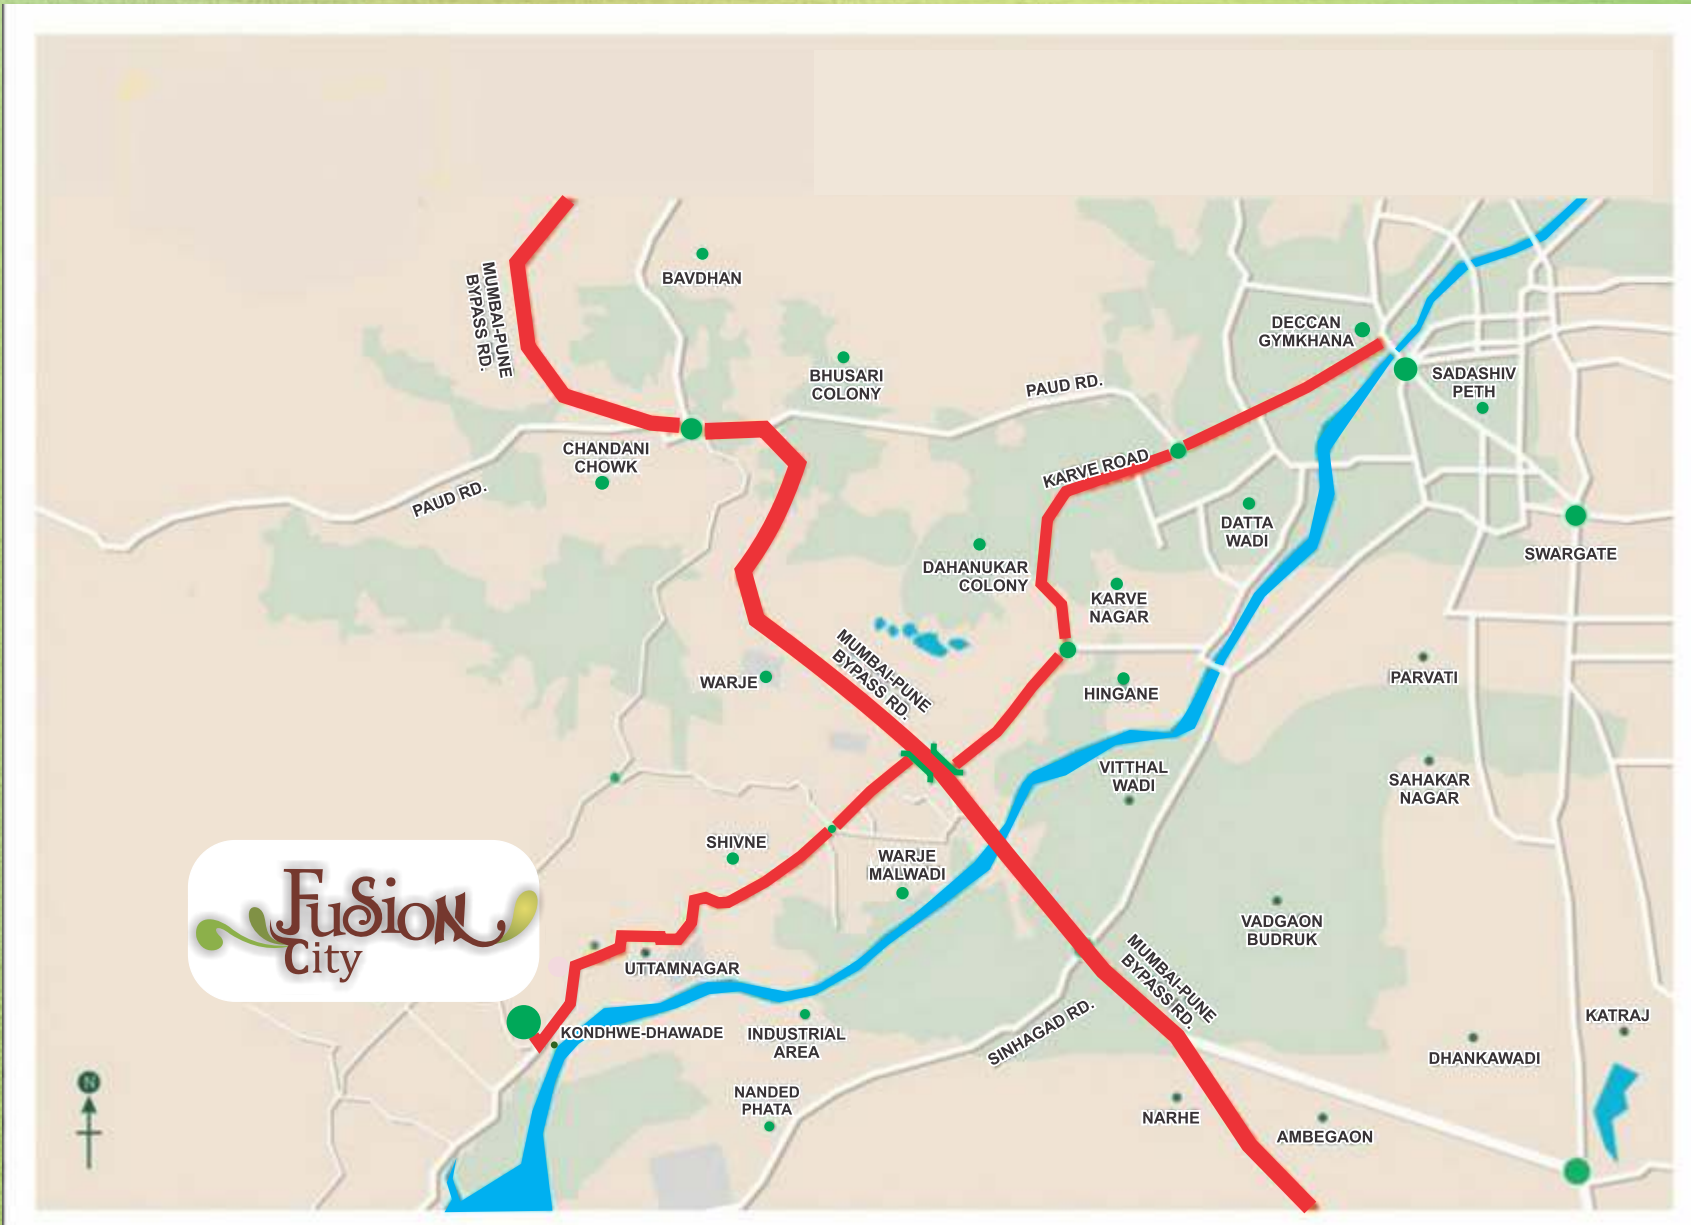 BAVDHAN
MUMBAI-PUNE
BYPASS RD.
DECCAN
GYMKHANA
BHUSARI
COLONY
PAUD RD.
SADASHIV
PETH
CHANDANI
CHOWK
KARVE ROAD
PAUD RD.
DATTA
WADI
SWARGATE
DAHANUKAR
COLONY
KARVE
NAGAR
MUMBAI-PUNE
BYPASS RD.
WARJE
HINGANE
PARVATI
VITTHAL
WADI
SAHAKAR
NAGAR
SHIVNE
WARJE
MALWADI
FuSion
City
VADGAON
BUDRUK
UTTAMNAGAR
MUMBAI-PUNE
BYPASS RD.
KONDHWE-DHAWADE
INDUSTRIAL
AREA
SINHAGAD RD.
KATRAJ
DHANKAWADI
N
NANDED
PHATA
NARHE
AMBEGAON